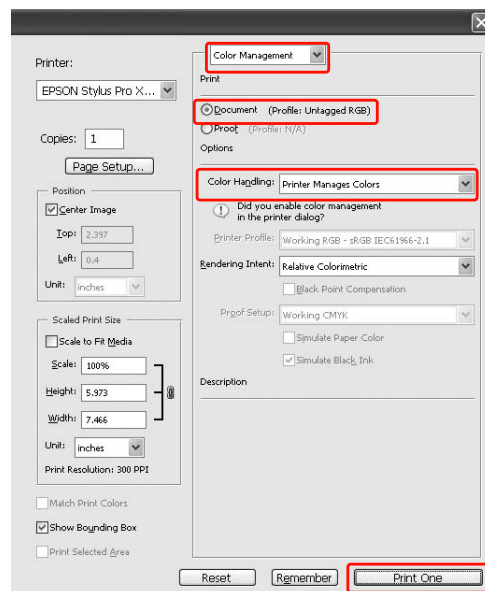 Printer:
EPSON Stylus Pro X...
Copies: 1
Page Setup...
Position
Center Image
Top: 2.397
Left: 0.4
Unit: inches
Scaled Print Size
Scale to Fit Media
Scale: 100%
Height: 5.973
Width: 7.466
Unit: inches
Print Resolution: 300 PPI
Match Print Colors
Show Bounding Box
Print Selected Area
Color Management
Print
Document (Profile: Untagged RGB)
Proof (Profile: N/A)
Options
Color Handling: Printer Manages Colors
Did you enable color management
in the printer dialog?
Printer Profile: Working RGB - sRGB IEC61966-2.1
Rendering Intent: Relative Colorimetric
Black Point Compensation
Proof Setup: Working CMYK
Simulate Paper Color
Simulate Black Ink
Description
Reset Remember Print One